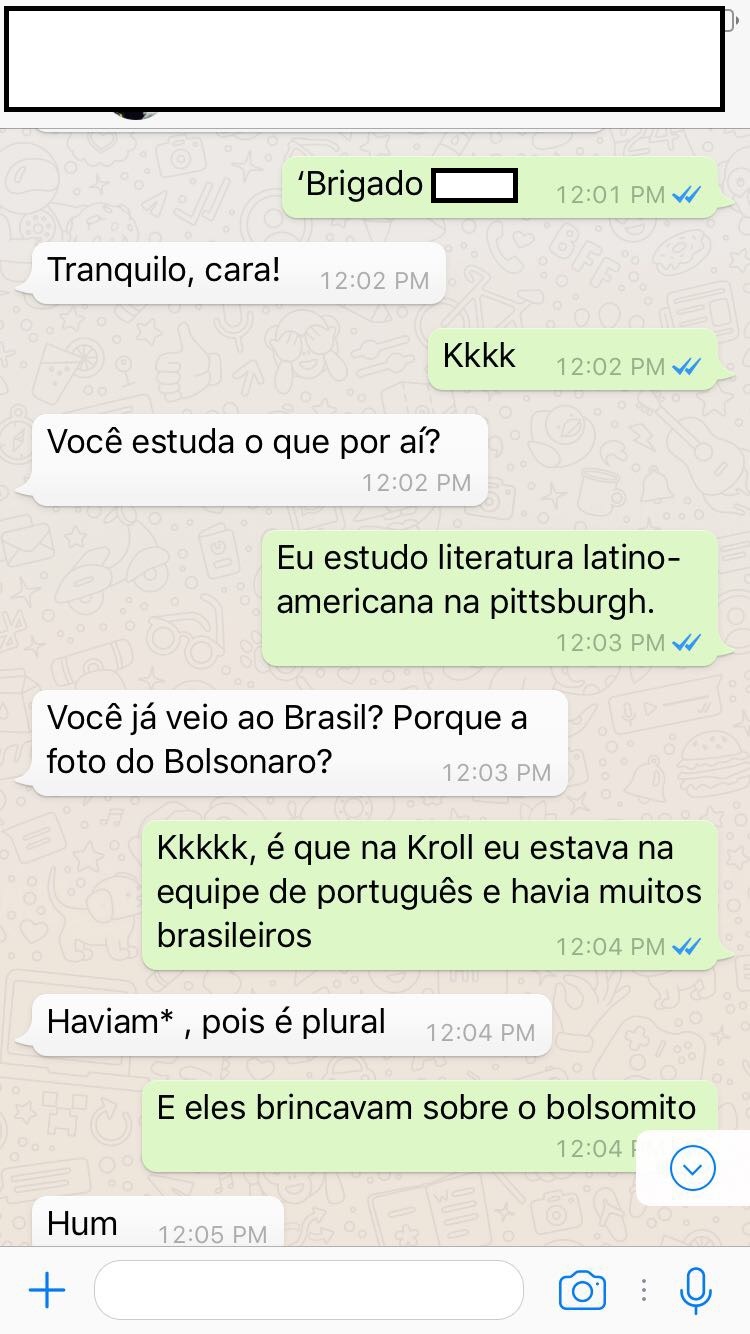 ‘Brigado
12:01 PM
Tranquilo, cara!
12:02 PM
Kkkk
12:02 PM
Você estuda o que por aí?
12:02 PM
Eu estudo literatura latino-
americana na pittsburgh.
12:03 PM
Você já veio ao Brasil? Porque a
foto do Bolsonaro?
12:03 PM
Kkkkk, é que na Kroll eu estava na
equipe de português e havia muitos
brasileiros
12:04 PM
Haviam* , pois é plural
12:04 PM
E eles brincavam sobre o bolsomito
12:04
Hum
12:05 PM